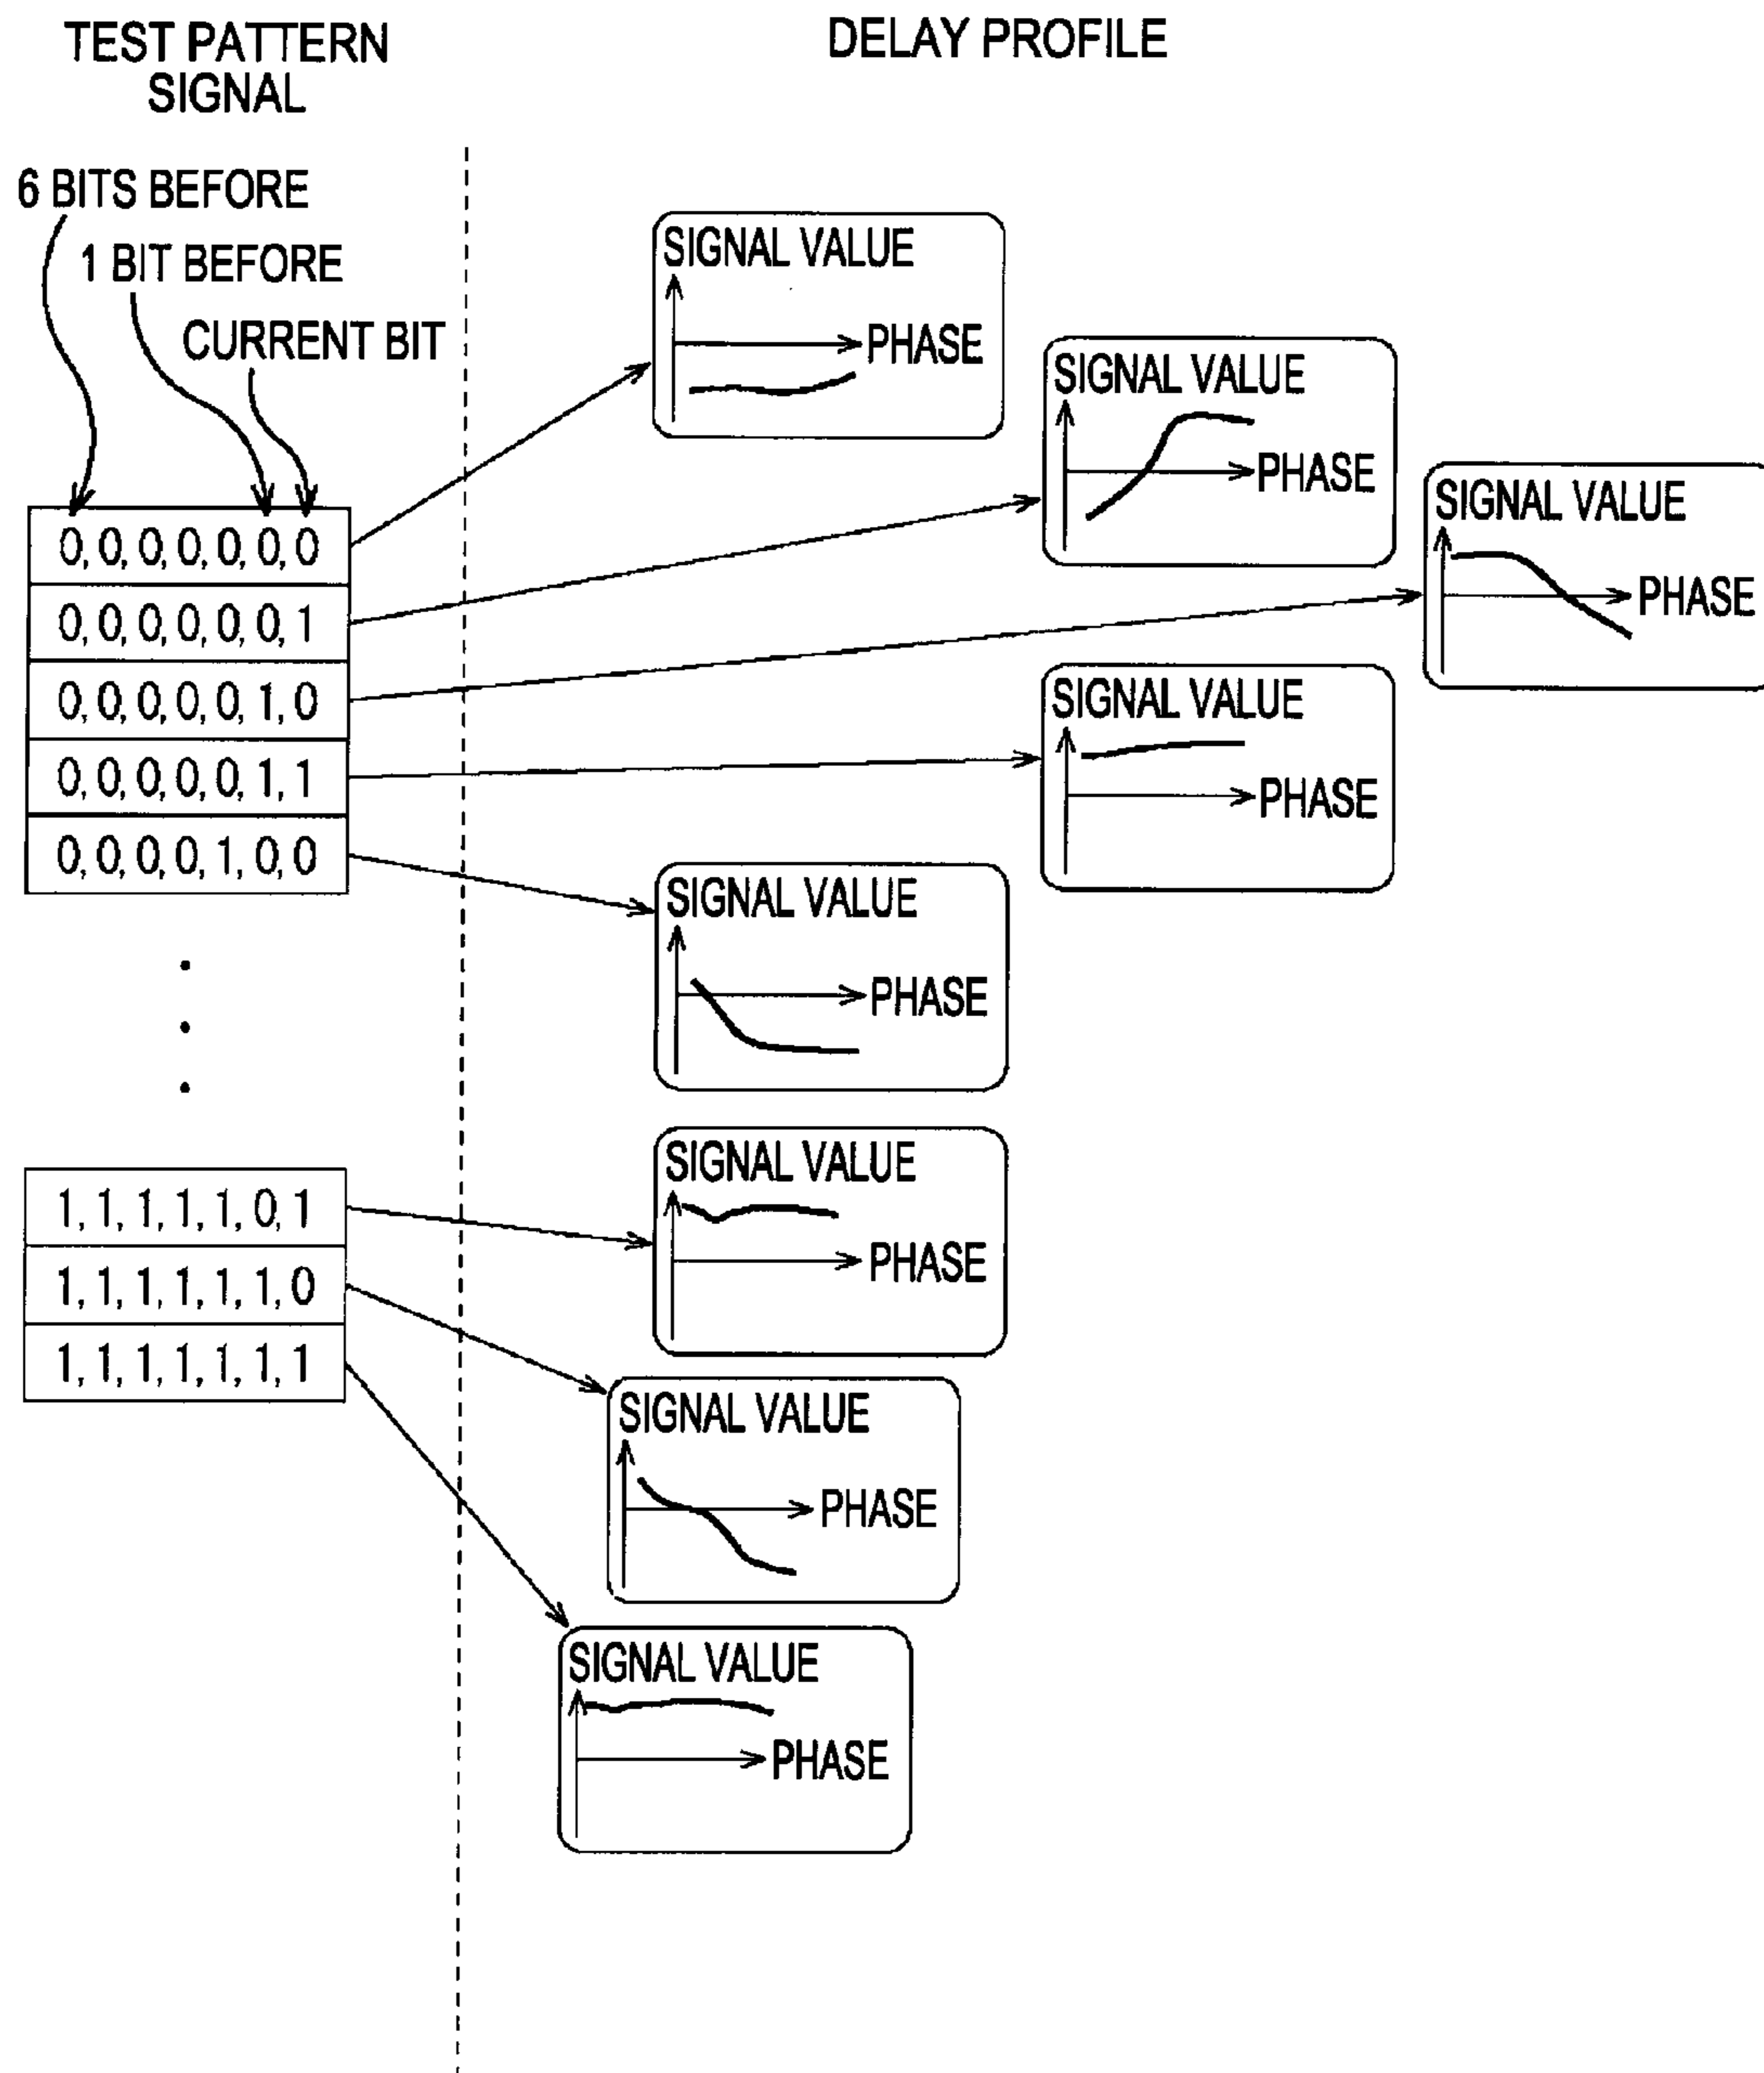 TEST PATTERN
SIGNAL
DELAY PROFILE
6 BITS BEFORE
1 BIT BEFORE
CURRENT BIT
0, 0, 0, 0, 0, 0, 0
0, 0, 0, 0, 0, 0, 1
0, 0, 0, 0, 0, 1, 0
0, 0, 0, 0, 0, 1, 1
0, 0, 0, 0, 1, 0, 0
1, 1, 1, 1, 1, 0, 1
1, 1, 1, 1, 1, 1, 0
1, 1, 1, 1, 1, 1, 1
SIGNAL VALUE
PHASE
SIGNAL VALUE
PHASE
SIGNAL VALUE
PHASE
SIGNAL VALUE
PHASE
SIGNAL VALUE
PHASE
SIGNAL VALUE
PHASE
SIGNAL VALUE
PHASE
SIGNAL VALUE
PHASE